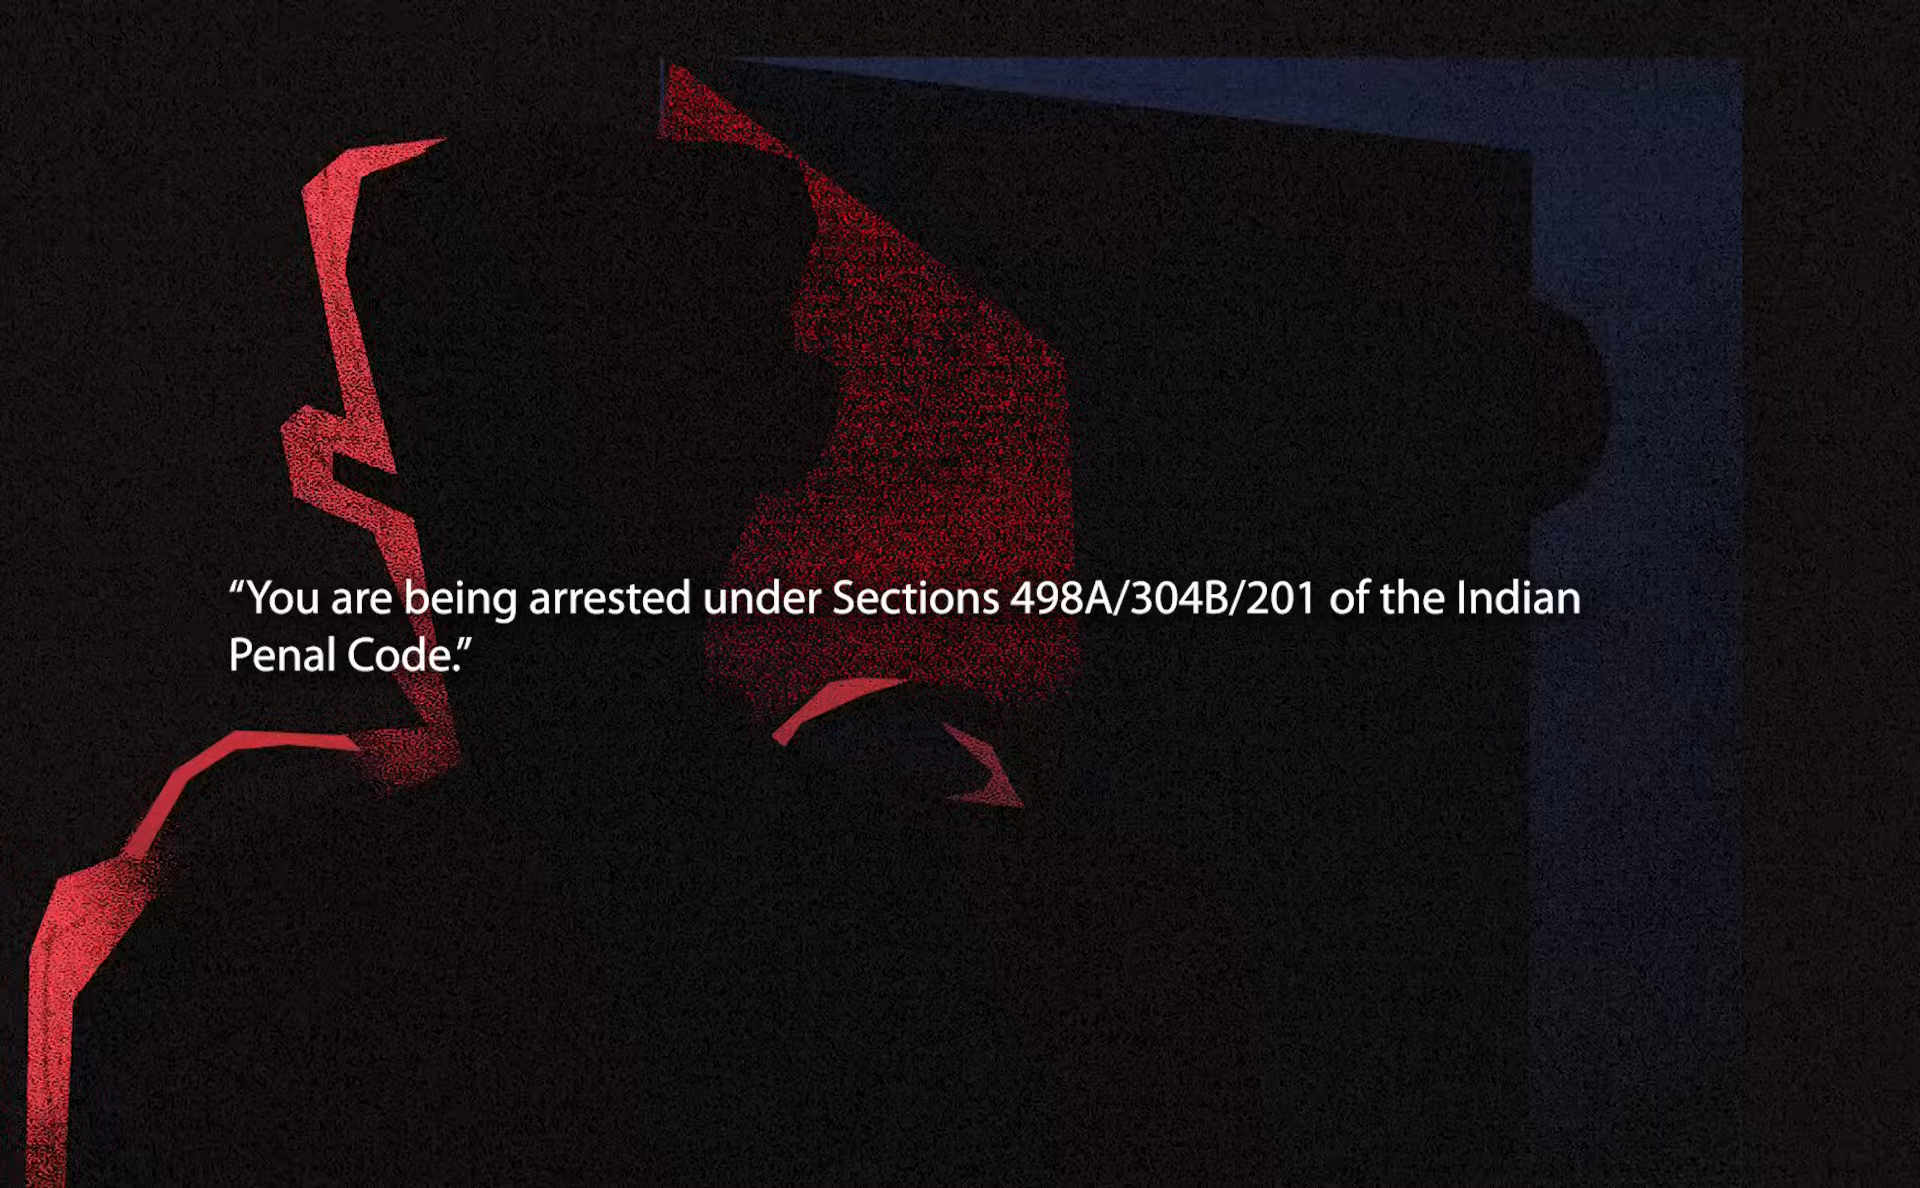 “You are being arrested under Sections 498A/304B/201 of the Indian
Penal Code.”